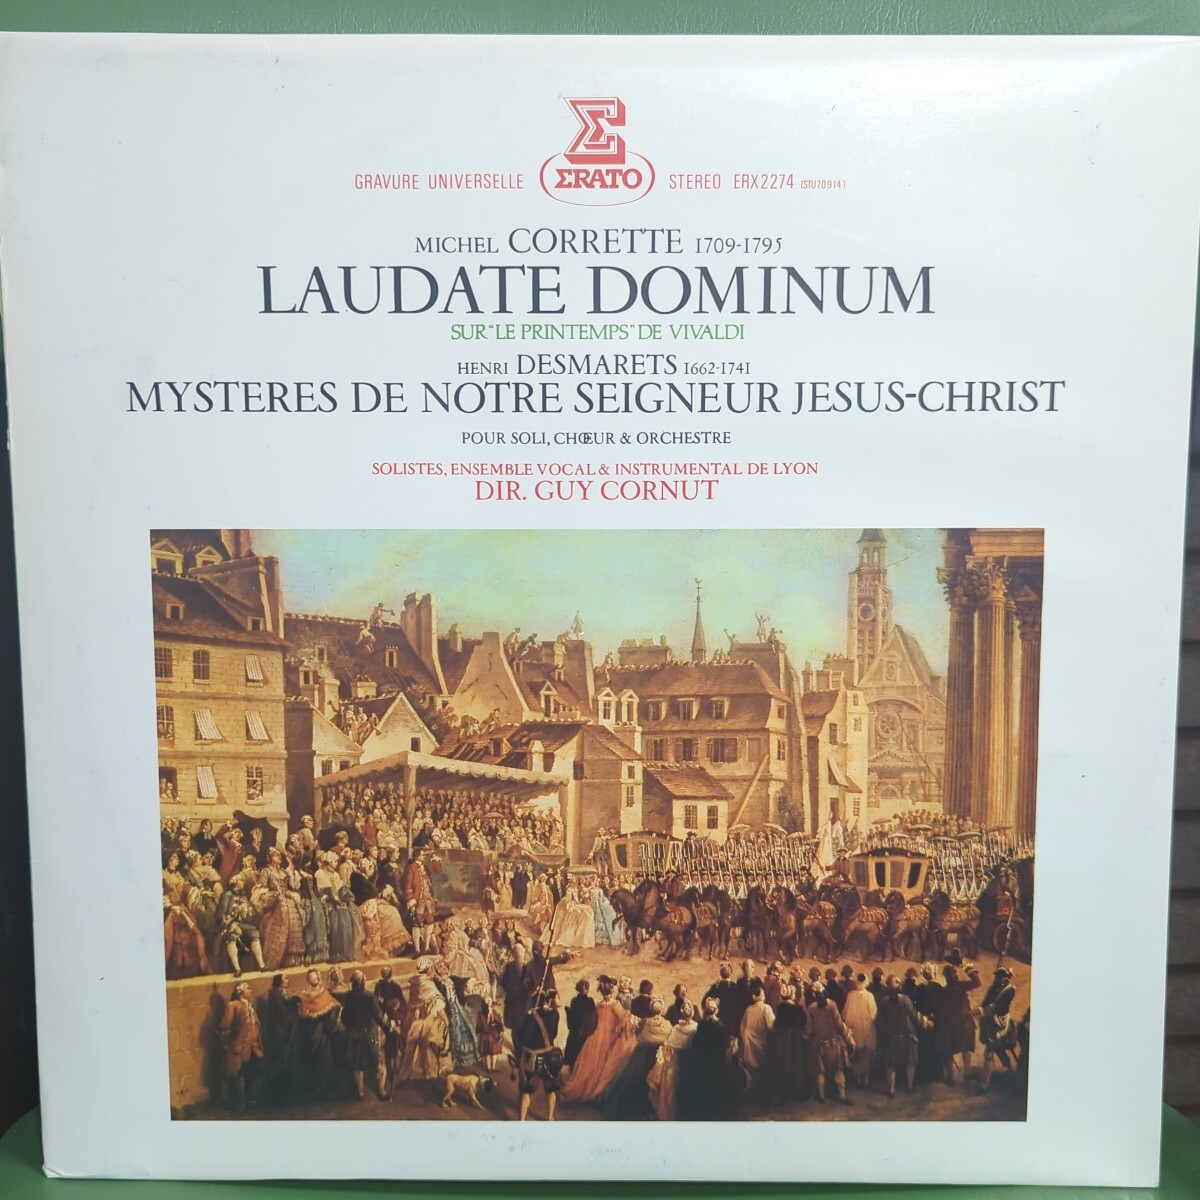 GRAVURE UNIVERSELLE ERATO STEREO ERX2274 (STU70914)
MICHEL CORRETTE 1709-1795
LAUDATE DOMINUM
SUR "LE PRINTEMPS" DE VIVALDI
HENRI DESMARETS 1662-1741
MYSTERES DE NOTRE SEIGNEUR JESUS-CHRIST
POUR SOLI, CHŒUR & ORCHESTRE
SOLISTES, ENSEMBLE VOCAL & INSTRUMENTAL DE LYON
DIR. GUY CORNUT